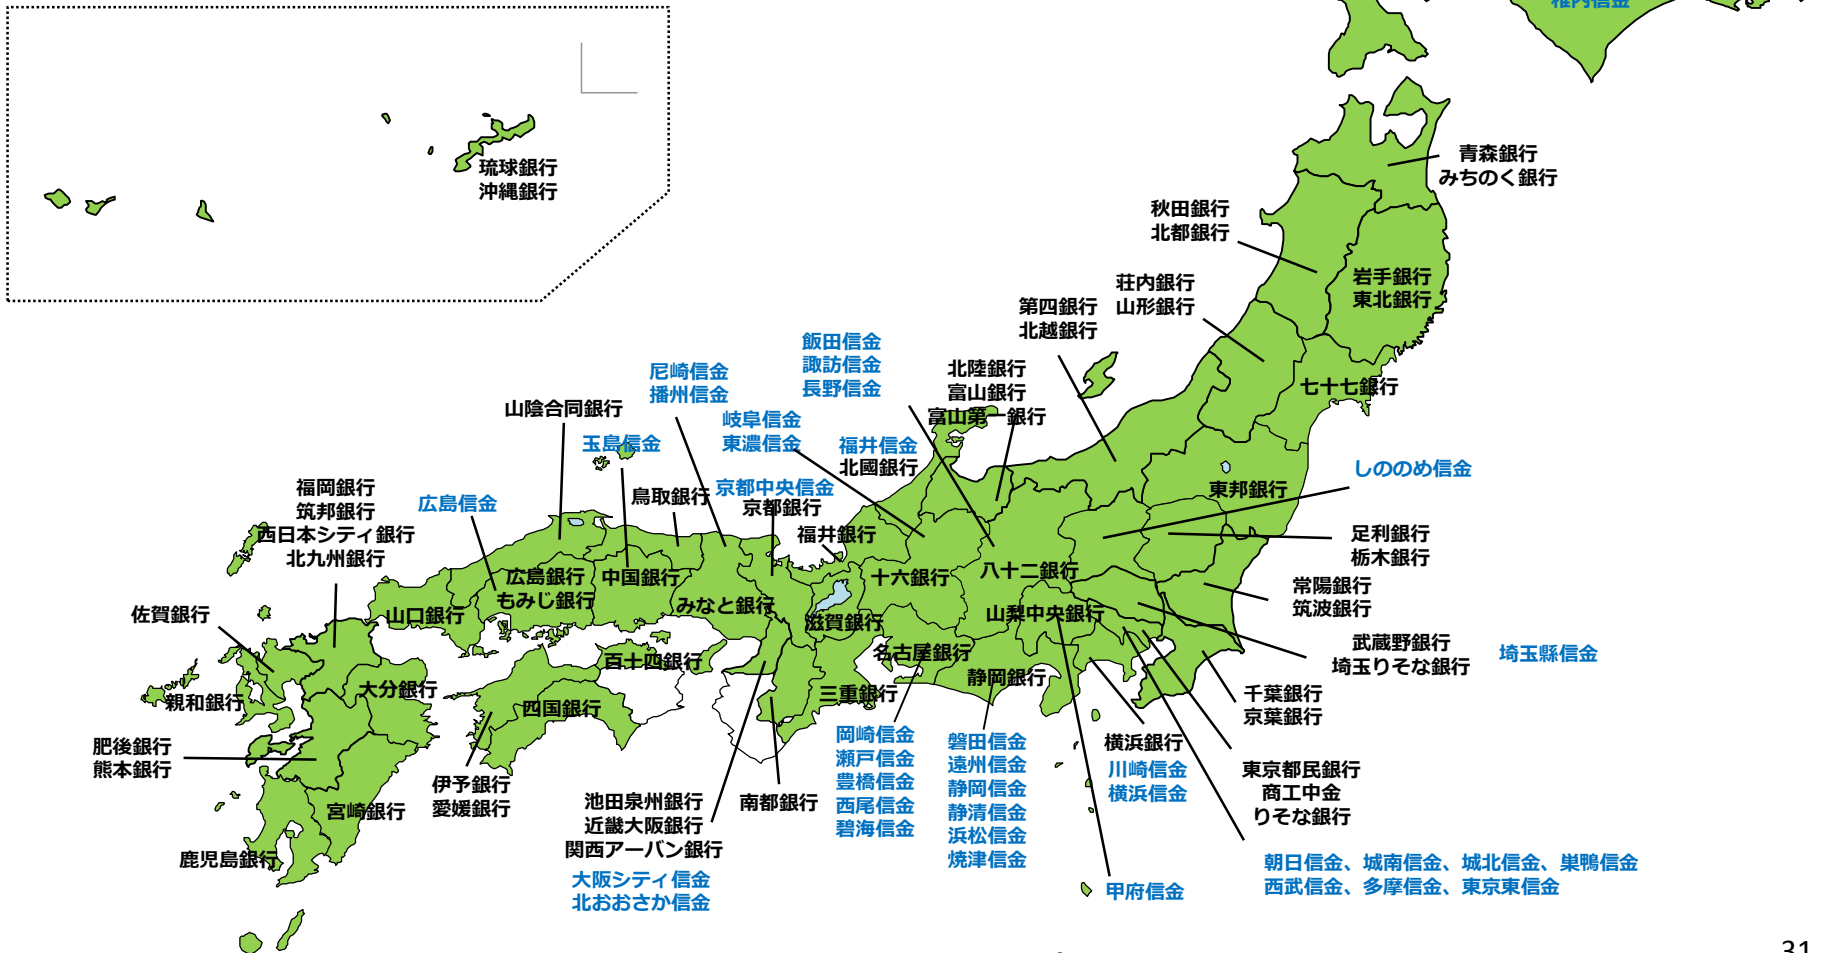 稚内信金
琉球銀行
沖縄銀行
青森銀行
みちのく銀行
秋田銀行
北都銀行
岩手銀行
東北銀行
荘内銀行
山形銀行
第四銀行
北越銀行
七十七銀行
飯田信金
諏訪信金
長野信金
北陸銀行
富山銀行
富山第一銀行
尼崎信金
播州信金
山陰合同銀行
玉島信金
岐阜信金
東濃信金
福井信金
北國銀行
しののめ信金
東邦銀行
福岡銀行
筑邦銀行
西日本シティ銀行
北九州銀行
広島信金
鳥取銀行
京都中央信金
京都銀行
福井銀行
足利銀行
栃木銀行
広島銀行
もみじ銀行
中国銀行
みなと銀行
十六銀行
八十二銀行
常陽銀行
筑波銀行
佐賀銀行
山口銀行
滋賀銀行
山梨中央銀行
武蔵野銀行
埼玉りそな銀行
埼玉縣信金
百十四銀行
名古屋銀行
静岡銀行
千葉銀行
京葉銀行
親和銀行
大分銀行
四国銀行
三重銀行
肥後銀行
熊本銀行
岡崎信金
瀬戸信金
豊橋信金
西尾信金
碧海信金
磐田信金
遠州信金
静岡信金
静清信金
浜松信金
焼津信金
横浜銀行
川崎信金
横浜信金
東京都民銀行
商工中金
りそな銀行
伊予銀行
愛媛銀行
宮崎銀行
池田泉州銀行
近畿大阪銀行
関西アーバン銀行
大阪シティ信金
北おおさか信金
南都銀行
鹿児島銀行
甲府信金
朝日信金、城南信金、城北信金、巣鴨信金
西武信金、多摩信金、東京東信金
31